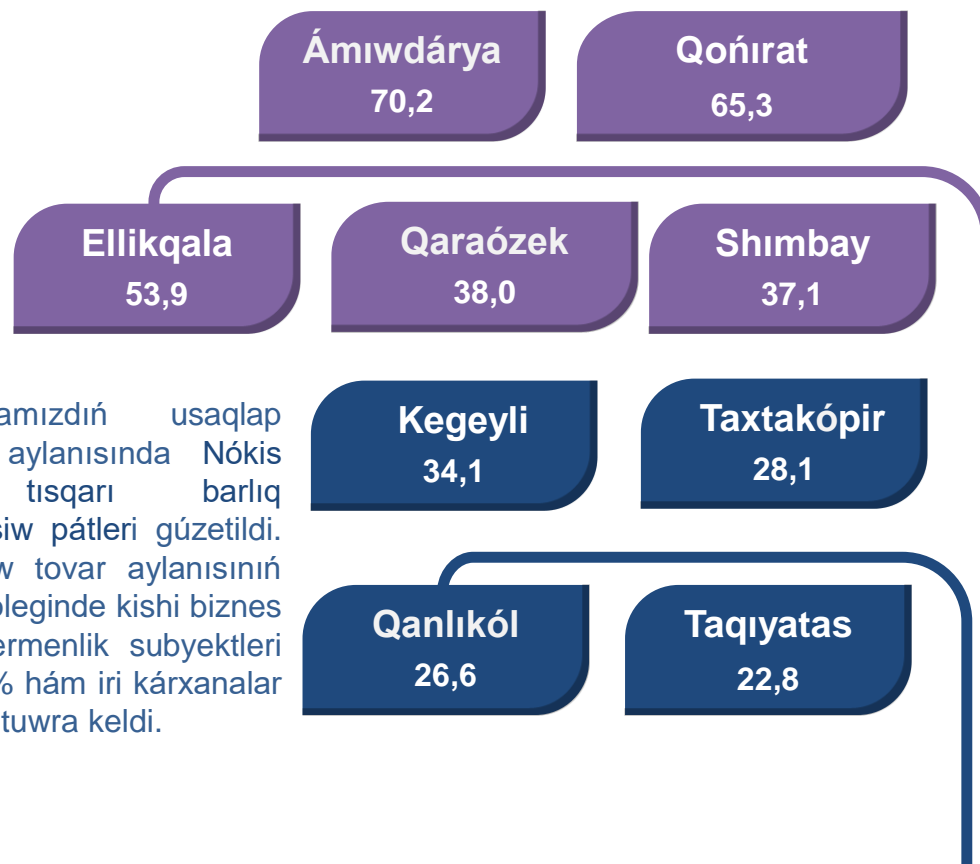 Ámıwdárya
70,2
Qońırat
65,3
Ellikqala
53,9
Qaraózek
38,0
Shımbay
37,1
Kegeyli
34,1
Taxtakópir
28,1
Qanlıkól
26,6
Taqıyatas
22,8
amızdıń usaqlap
aylanısında Nókis
tısqarı barlıq
siw pátleri gúzetildi.
w tovar aylanısınıń
óleginde kishi biznes
ermenlik subyektleri
% hám iri kárxanalar
tuwra keldi.